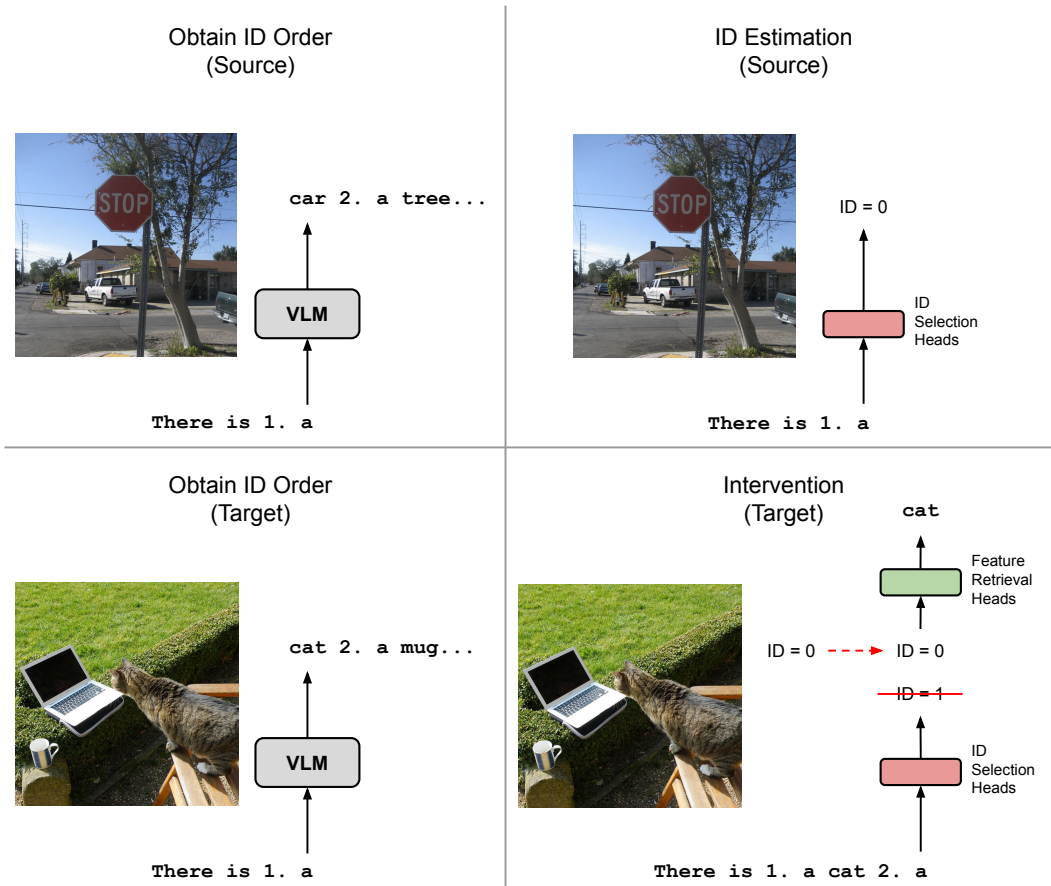 Obtain ID Order
(Source)
STOP
car 2. a tree...
VLM
There is 1. a
ID Estimation
(Source)
STOP
ID = 0
ID
Selection
Heads
There is 1. a
Obtain ID Order
(Target)
cat 2. a mug...
VLM
There is 1. a
Intervention
(Target)
cat
Feature
Retrieval
Heads
ID = 0
ID = 0
ID = 1
ID
Selection
Heads
There is 1. a cat 2. a